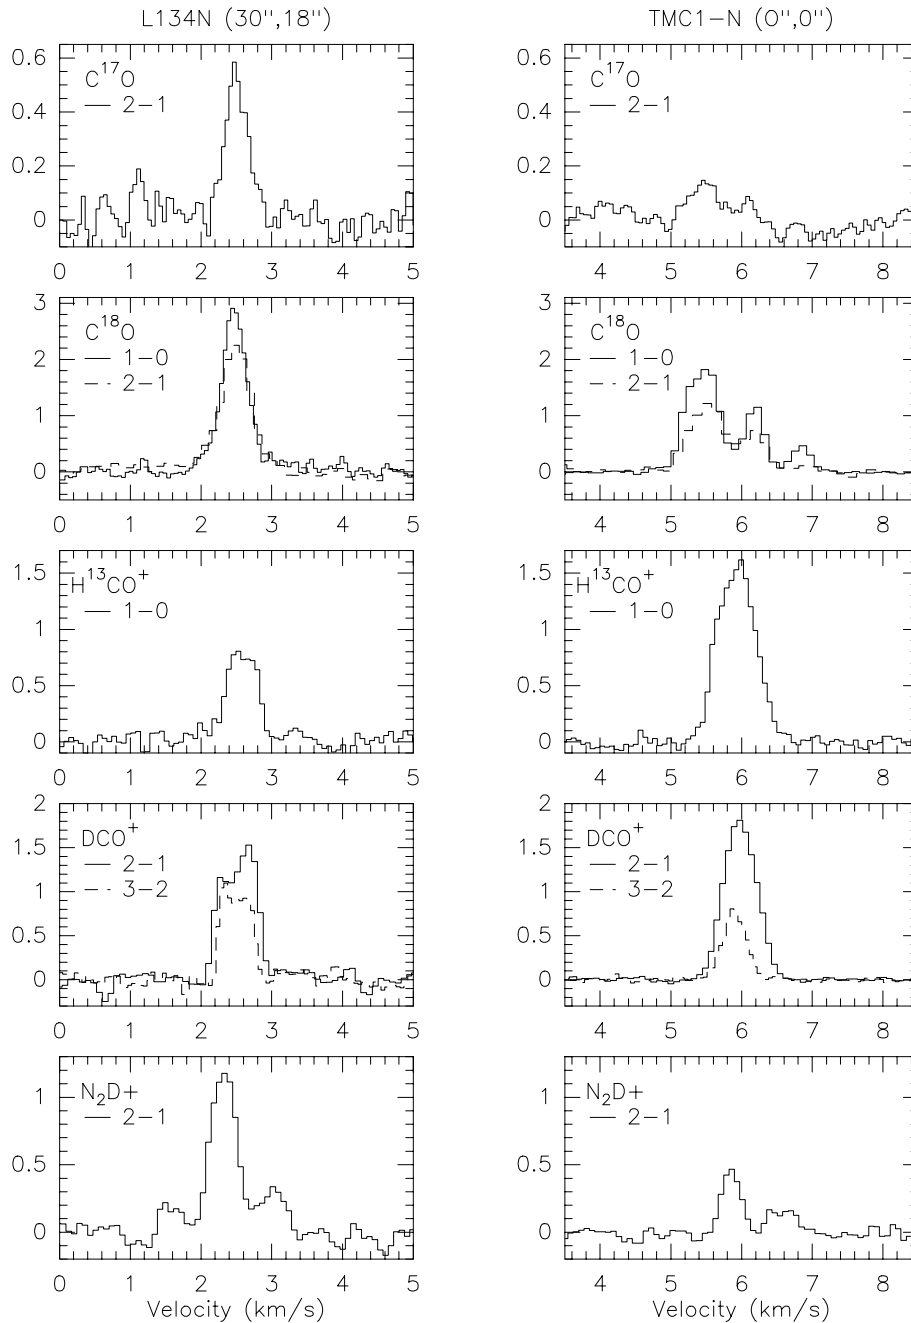 L134N (30",18")
TMC1-N (0",0")
C¹⁷O
— 2-1
0.6
0.4
0.2
0
0 1 2 3 4 5
C¹⁷O
— 2-1
0.6
0.4
0.2
0
4 5 6 7 8
C¹⁸O
— 1-0
-- 2-1
3
2
1
0
0 1 2 3 4 5
C¹⁸O
— 1-0
-- 2-1
3
2
1
0
4 5 6 7 8
H¹³CO⁺
— 1-0
1.5
1
0.5
0
0 1 2 3 4 5
H¹³CO⁺
— 1-0
1.5
1
0.5
0
4 5 6 7 8
DCO⁺
— 2-1
-- 3-2
2
1.5
1
0.5
0
0 1 2 3 4 5
DCO⁺
— 2-1
-- 3-2
2
1.5
1
0.5
0
4 5 6 7 8
N₂D+
— 2-1
1
0.5
0
0 1 2 3 4 5
Velocity (km/s)
N₂D+
— 2-1
1
0.5
0
4 5 6 7 8
Velocity (km/s)